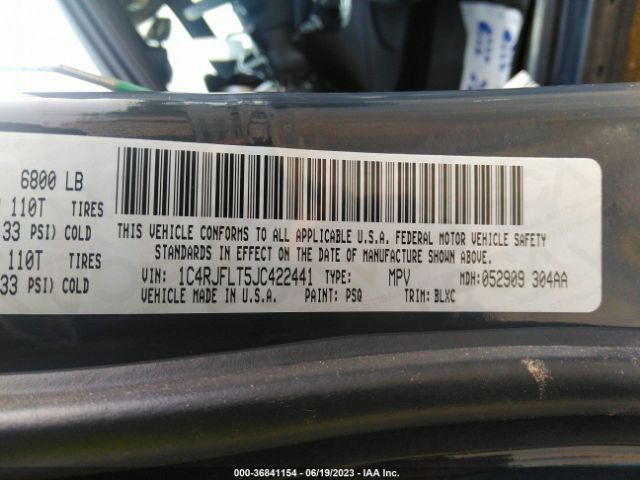 6800 LB
110T TIRES
33 PSI) COLD
110T TIRES
33 PSI) COLD
THIS VEHICLE CONFORMS TO ALL APPLICABLE U.S.A. FEDERAL MOTOR VEHICLE SAFETY
STANDARDS IN EFFECT ON THE DATE OF MANUFACTURE SHOWN ABOVE.
VIN: 1C4RJFLT5JC422441 TYPE: MPV MDH: 052909 304AA
VEHICLE MADE IN U.S.A. PAINT: PSQ TRIM: BLXC
000-36841154 - 06/19/2023 - IAA Inc.